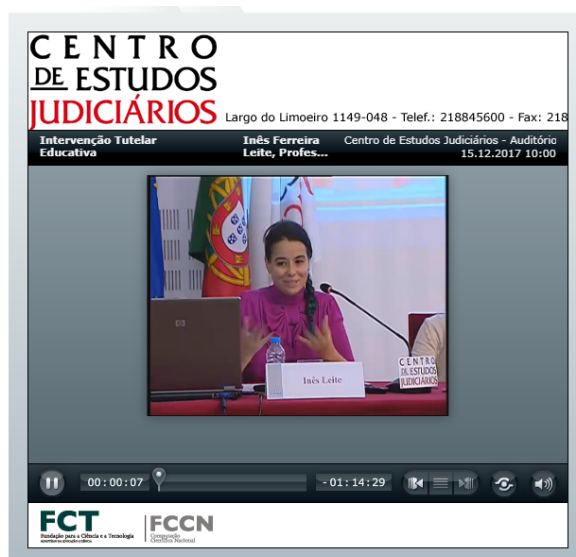 CENTRO
DE ESTUDOS
JUDICIÁRIOS
Largo do Limoeiro 1149-048 - Telef.: 218845600 - Fax: 218
Intervenção Tutelar
Educativa
Inês Ferreira
Leite, Profes...
Centro de Estudos Judiciários - Auditório
15.12.2017 10:00
CENTRO
DE ESTUDOS
JUDICIÁRIOS
Inês Leite
00:00:07
-01:14:29
FCT
Fundação para a Ciência e a Tecnologia
FCCN
Computação
Científica Nacional